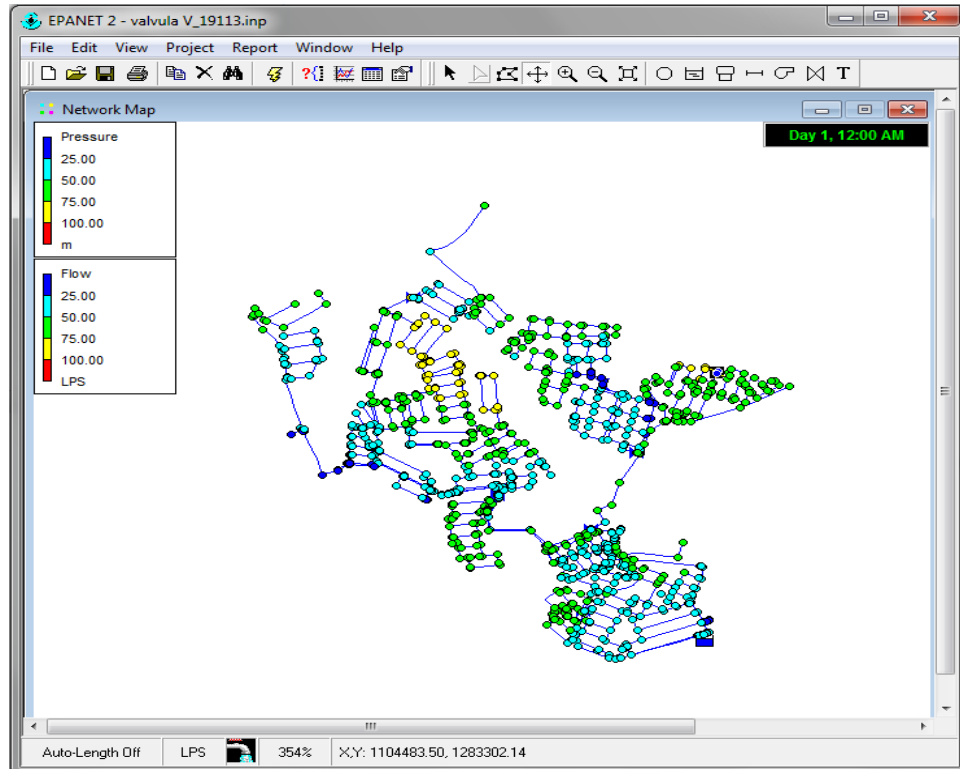 EPANET 2 - valvula V_19113.inp
File Edit View Project Report Window Help
T
Network Map
Day 1, 12:00 AM
Pressure
25.00
50.00
75.00
100.00
m
Flow
25.00
50.00
75.00
100.00
LPS
Auto-Length Off LPS 354% X,Y: 1104483.50, 1283302.14